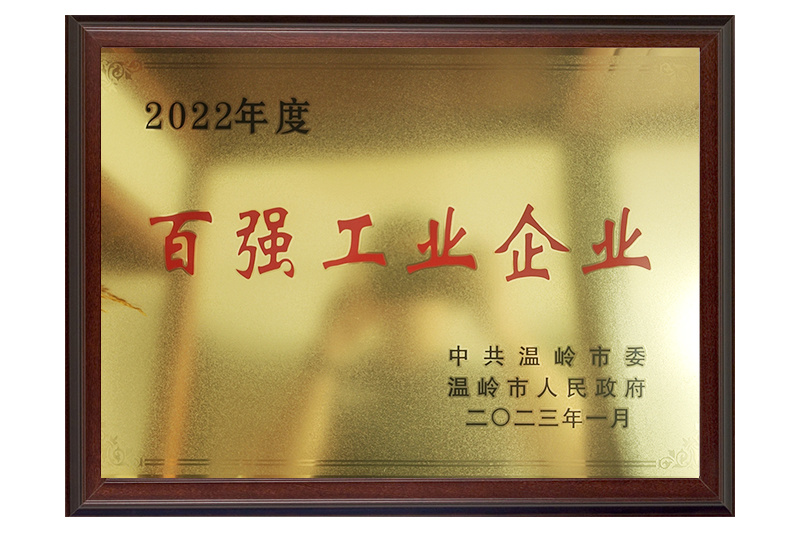 2022年度
百强工业企业
中共温岭市委
温岭市人民政府
二〇二三年一月